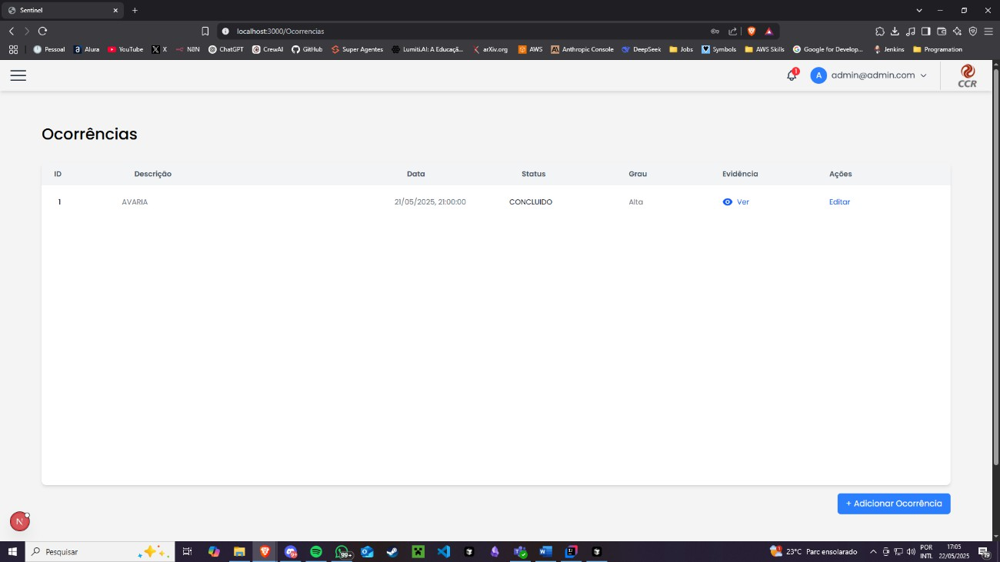 Sentinel
localhost:3000/Ocorrencias
Pessoal Alura YouTube X N8N ChatGPT CrewAI GitHub Super Agentes Lumiti.AI: A Educaçã... arXiv.org AWS Anthropic Console DeepSeek Jobs Symbols AWS Skills Google for Develop... Jenkins Programation
1 A admin@admin.com CCR
Ocorrências
ID Descrição Data Status Grau Evidência Ações
1 AVARIA 21/05/2025, 21:00:00 CONCLUIDO Alta Ver Editar
+ Adicionar Ocorrência
N
Pesquisar 99+ 23°C Parc ensolarado POR INTL 17:05 22/05/2025 19